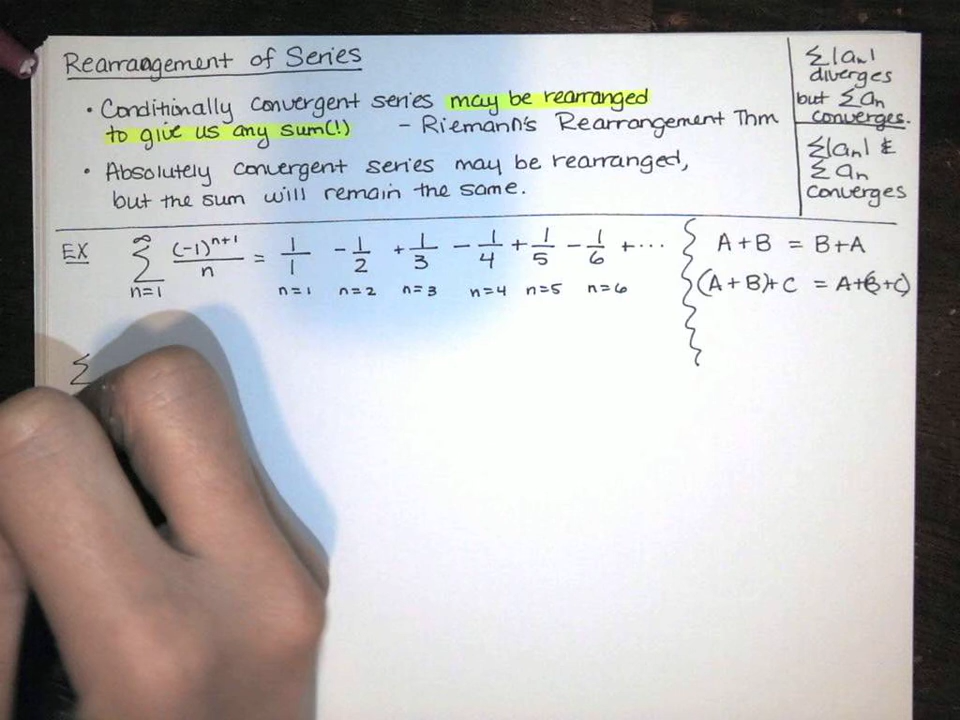 Rearrangement of Series
• Conditionally convergent series may be rearranged
to give us any sum(!) - Riemann's Rearrangement Thm
• Absolutely convergent series may be rearranged,
but the sum will remain the same.
Σ|aₙ|
diverges
but Σaₙ
converges.
Σ|aₙ| &
Σaₙ
converges
EX ∞ Σ n=1 (-1)ⁿ⁺¹/n = 1/1 - 1/2 + 1/3 - 1/4 + 1/5 - 1/6 + ···
n=1 n=2 n=3 n=4 n=5 n=6
A+B = B+A
(A+B)+C = A+(B+C)
Σ